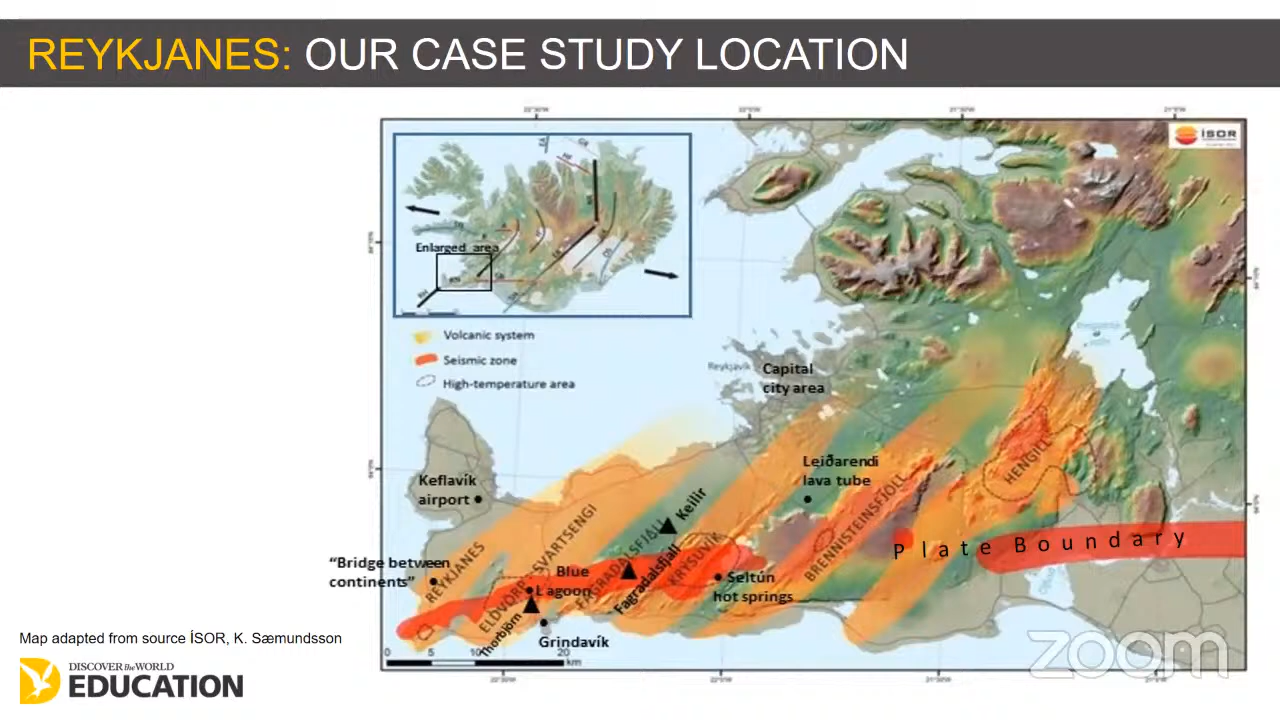 REYKJANES: OUR CASE STUDY LOCATION
ÍSOR
Enlarged area
Volcanic system
Seismic zone
High-temperature area
Reykjavik
Capital
city area
Keflavík
airport
Leiðarendi
lava tube
Keilir
HENGILL
BRENNISTEINSFJÖLL
Plate Boundary
"Bridge between
continents"
REYKJANES
ELDVÖRP - SVARTSENGI
FAGRADALSFJALL
Fagradalsfjall
KRÝSUVÍK
Blue
Lagoon
Seltún
hot springs
Thorbjörn
Grindavík
0 5 10 20
km
Map adapted from source ÍSOR, K. Sæmundsson
DISCOVER the WORLD
EDUCATION
zoom